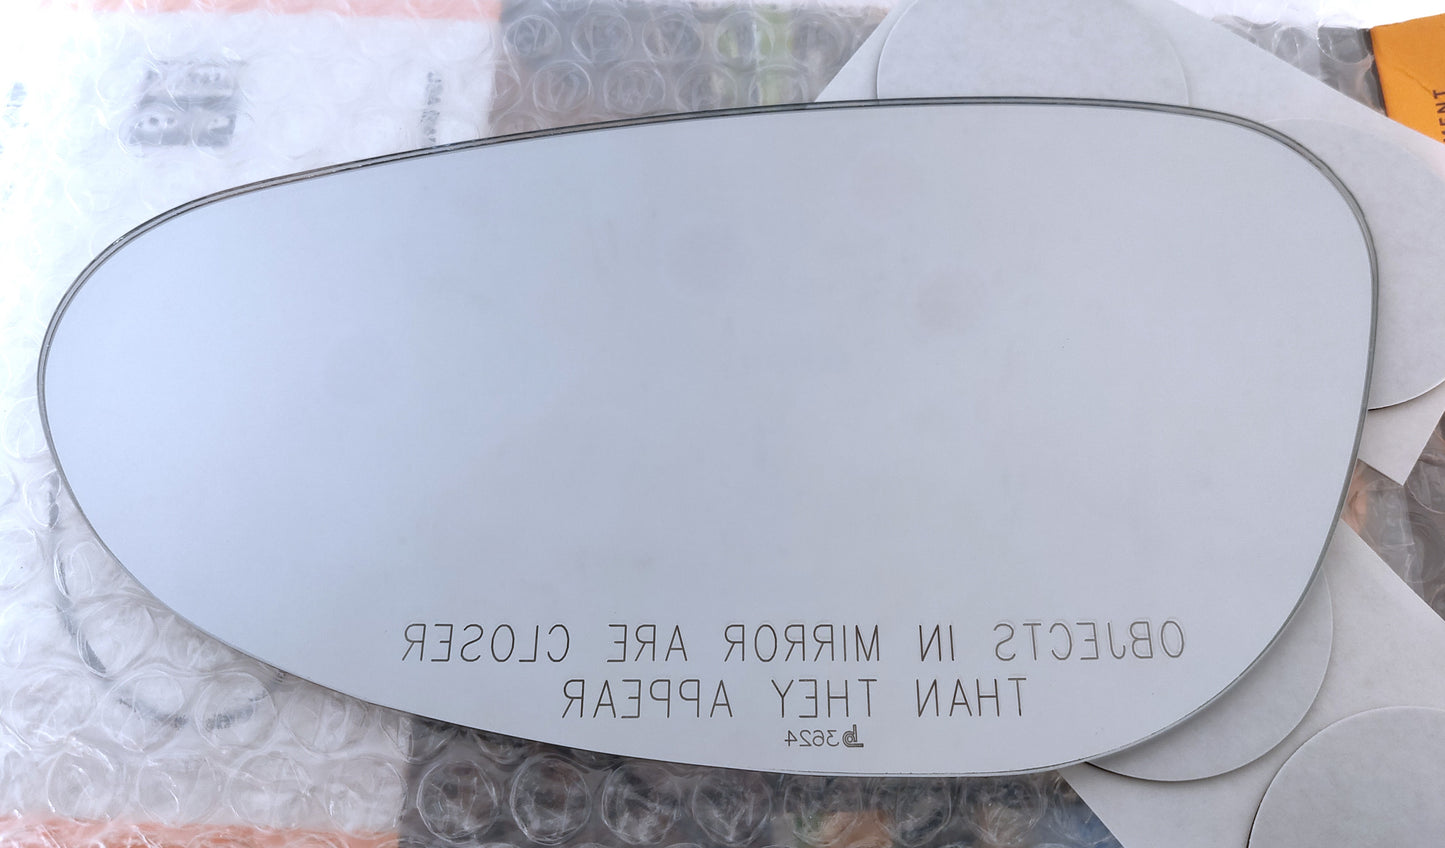 OBJECTS IN MIRROR ARE CLOSER
THAN THEY APPEAR
3624